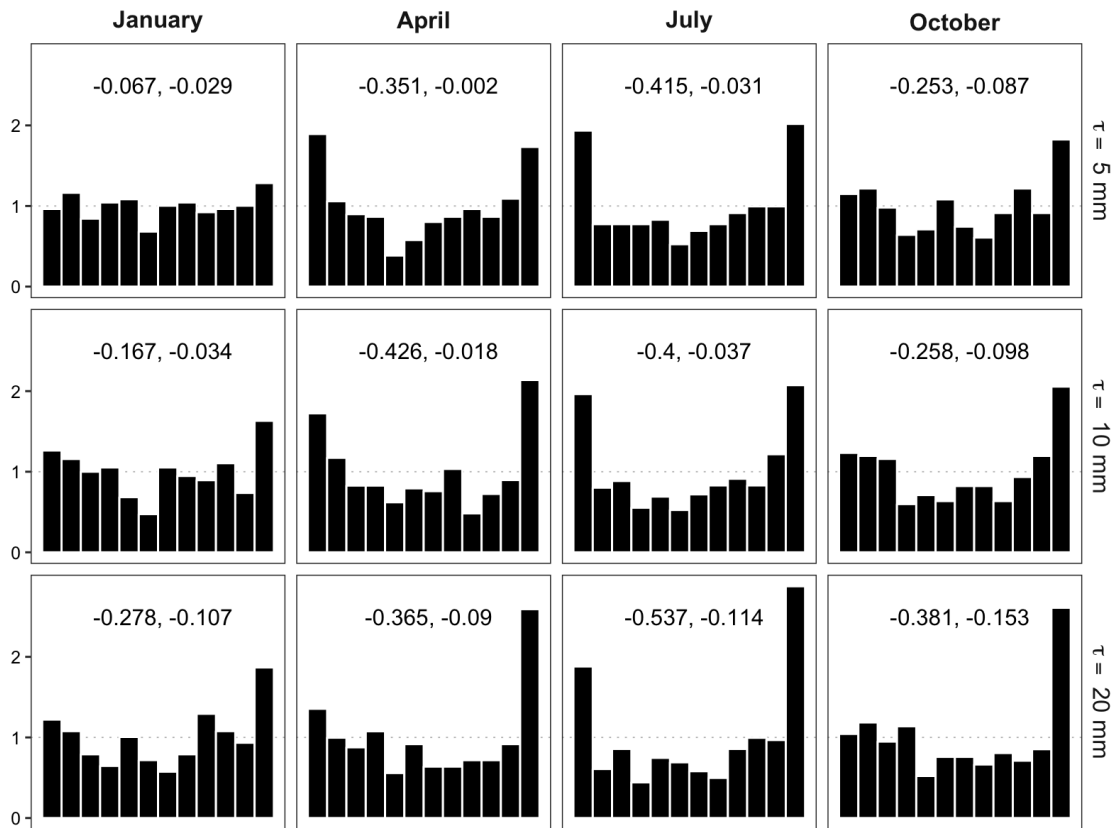 January April July October
-0.067, -0.029 -0.351, -0.002 -0.415, -0.031 -0.253, -0.087
2
1
0
τ = 5 mm
-0.167, -0.034 -0.426, -0.018 -0.4, -0.037 -0.258, -0.098
2
1
0
τ = 10 mm
-0.278, -0.107 -0.365, -0.09 -0.537, -0.114 -0.381, -0.153
2
1
0
τ = 20 mm